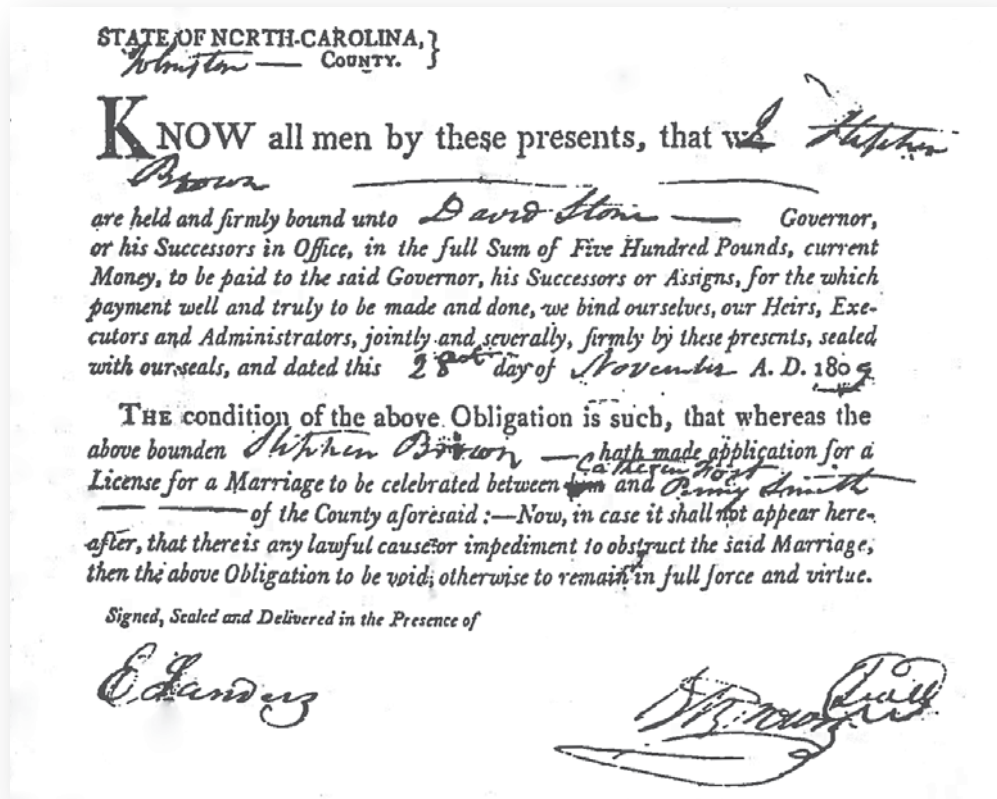 STATE OF NORTH-CAROLINA, }
Johnston — COUNTY. }
KNOW all men by these presents, that we I Stephen
Brown
are held and firmly bound unto David Stone — Governor,
or his Successors in Office, in the full Sum of Five Hundred Pounds, current
Money, to be paid to the said Governor, his Successors or Assigns, for the which
payment well and truly to be made and done, we bind ourselves, our Heirs, Exe-
cutors and Administrators, jointly and severally, firmly by these presents, sealed
with our seals, and dated this 28 day of November A. D. 1809
THE condition of the above Obligation is such, that whereas the
above bounden Stephen Brown — hath made application for a
License for a Marriage to be celebrated between and Penny Smith
of the County aforesaid :—Now, in case it shall not appear here-
after, that there is any lawful cause or impediment to obstruct the said Marriage,
then the above Obligation to be void; otherwise to remain in full force and virtue.
Signed, Sealed and Delivered in the Presence of
E Sanders
Brown Seal